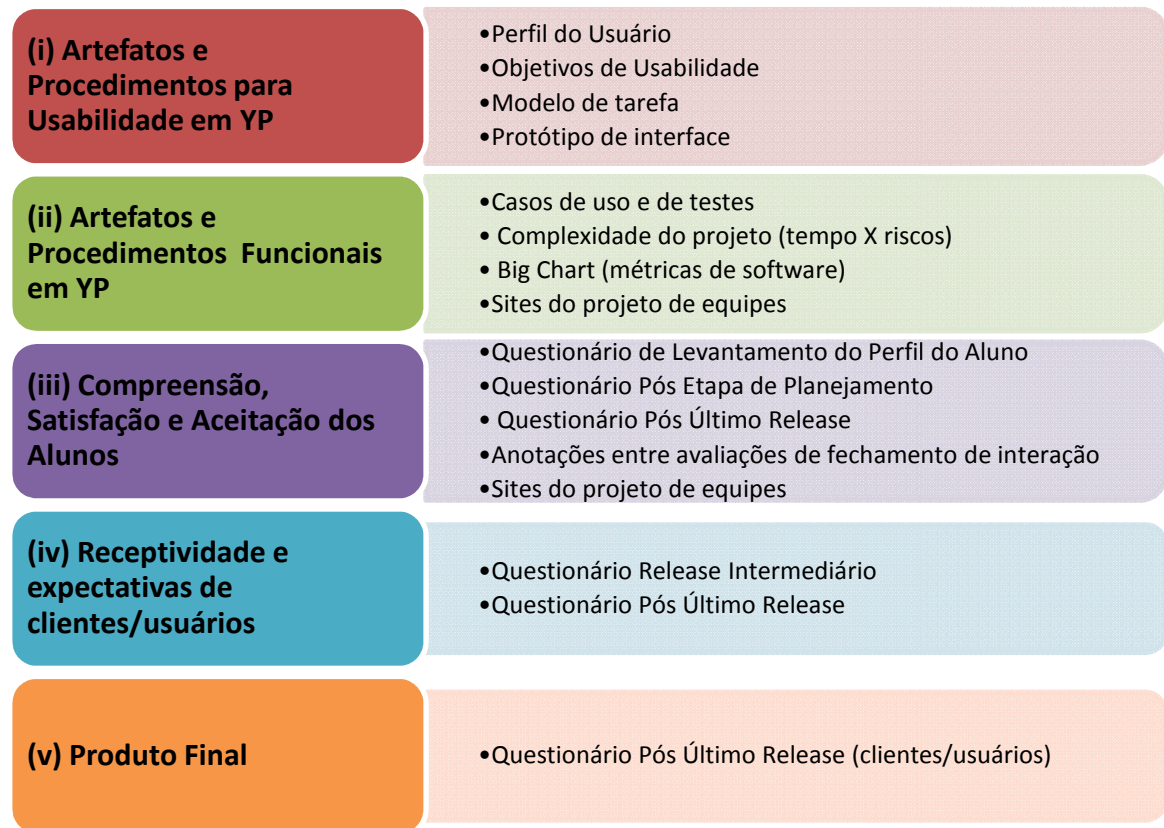 (i) Artefatos e
Procedimentos para
Usabilidade em YP
•Perfil do Usuário
•Objetivos de Usabilidade
•Modelo de tarefa
•Protótipo de interface
(ii) Artefatos e
Procedimentos Funcionais
em YP
•Casos de uso e de testes
• Complexidade do projeto (tempo X riscos)
• Big Chart (métricas de software)
•Sites do projeto de equipes
(iii) Compreensão,
Satisfação e Aceitação dos
Alunos
•Questionário de Levantamento do Perfil do Aluno
•Questionário Pós Etapa de Planejamento
• Questionário Pós Último Release
•Anotações entre avaliações de fechamento de interação
•Sites do projeto de equipes
(iv) Receptividade e
expectativas de
clientes/usuários
•Questionário Release Intermediário
•Questionário Pós Último Release
(v) Produto Final
•Questionário Pós Último Release (clientes/usuários)